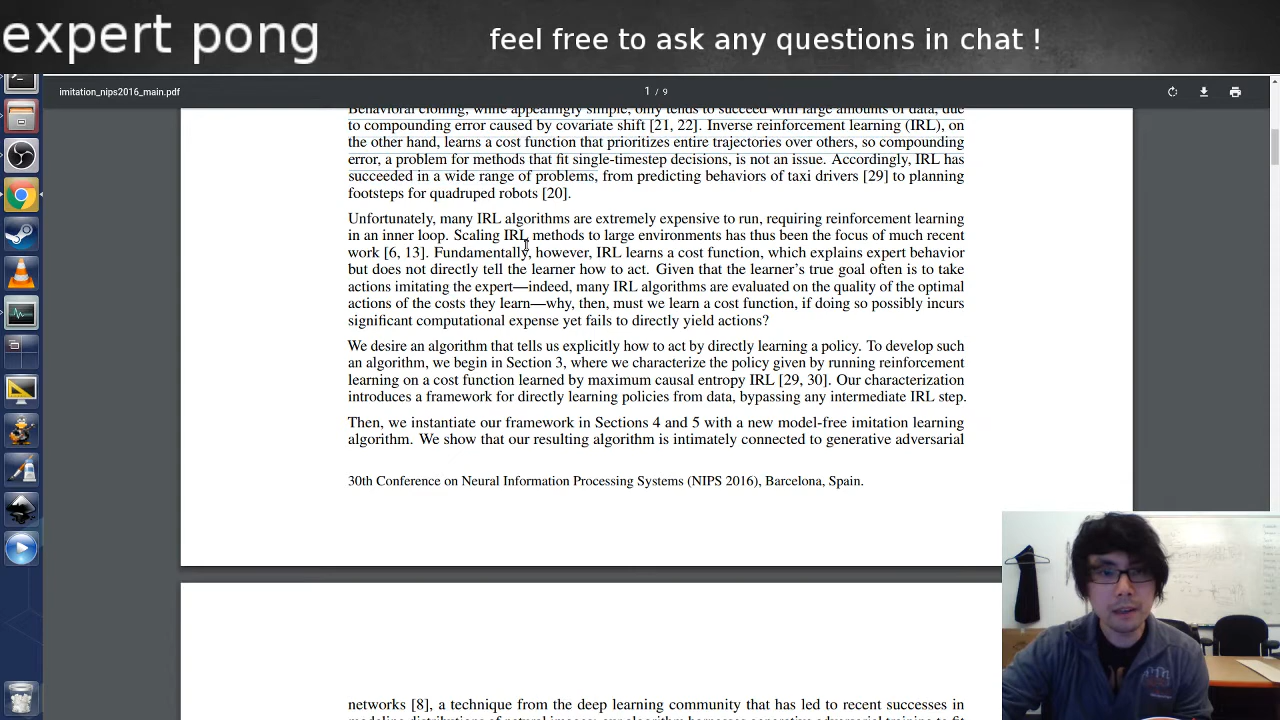 expert pong
feel free to ask any questions in chat !
imitation_nips2016_main.pdf
1 / 9
Behavioral cloning, while appealingly simple, only tends to succeed with large amounts of data, due
to compounding error caused by covariate shift [21, 22]. Inverse reinforcement learning (IRL), on
the other hand, learns a cost function that prioritizes entire trajectories over others, so compounding
error, a problem for methods that fit single-timestep decisions, is not an issue. Accordingly, IRL has
succeeded in a wide range of problems, from predicting behaviors of taxi drivers [29] to planning
footsteps for quadruped robots [20].
Unfortunately, many IRL algorithms are extremely expensive to run, requiring reinforcement learning
in an inner loop. Scaling IRL methods to large environments has thus been the focus of much recent
work [6, 13]. Fundamentally, however, IRL learns a cost function, which explains expert behavior
but does not directly tell the learner how to act. Given that the learner's true goal often is to take
actions imitating the expert—indeed, many IRL algorithms are evaluated on the quality of the optimal
actions of the costs they learn—why, then, must we learn a cost function, if doing so possibly incurs
significant computational expense yet fails to directly yield actions?
We desire an algorithm that tells us explicitly how to act by directly learning a policy. To develop such
an algorithm, we begin in Section 3, where we characterize the policy given by running reinforcement
learning on a cost function learned by maximum causal entropy IRL [29, 30]. Our characterization
introduces a framework for directly learning policies from data, bypassing any intermediate IRL step.
Then, we instantiate our framework in Sections 4 and 5 with a new model-free imitation learning
algorithm. We show that our resulting algorithm is intimately connected to generative adversarial
30th Conference on Neural Information Processing Systems (NIPS 2016), Barcelona, Spain.
networks [8], a technique from the deep learning community that has led to recent successes in